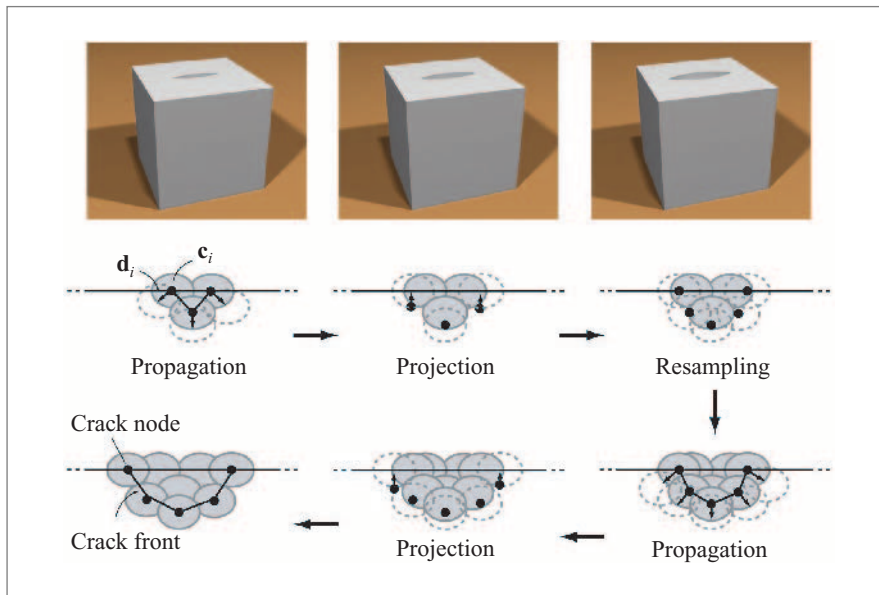 d_i
c_i
Propagation
Projection
Resampling
Crack node
Crack front
Projection
Propagation